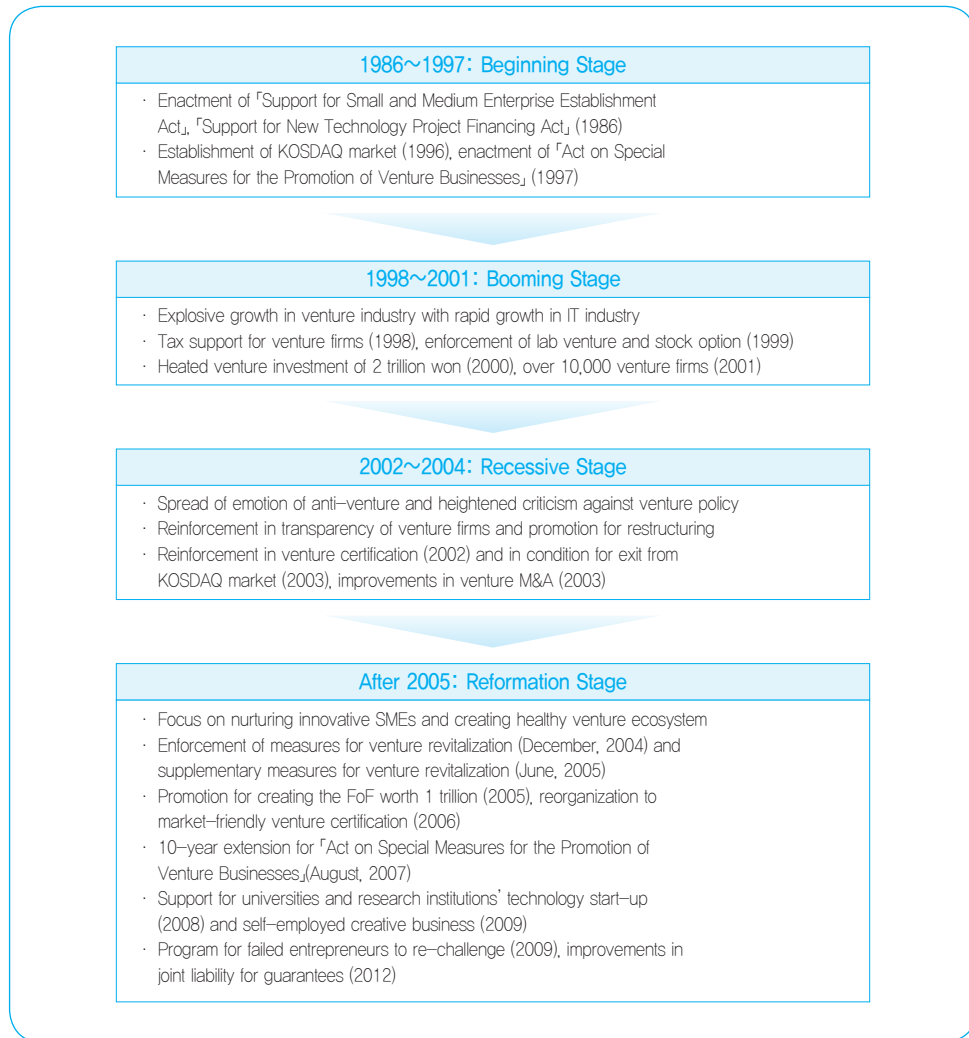 1986~1997: Beginning Stage
· Enactment of 「Support for Small and Medium Enterprise Establishment
Act」, 「Support for New Technology Project Financing Act」 (1986)
· Establishment of KOSDAQ market (1996), enactment of 「Act on Special
Measures for the Promotion of Venture Businesses」 (1997)
1998~2001: Booming Stage
· Explosive growth in venture industry with rapid growth in IT industry
· Tax support for venture firms (1998), enforcement of lab venture and stock option (1999)
· Heated venture investment of 2 trillion won (2000), over 10,000 venture firms (2001)
2002~2004: Recessive Stage
· Spread of emotion of anti-venture and heightened criticism against venture policy
· Reinforcement in transparency of venture firms and promotion for restructuring
· Reinforcement in venture certification (2002) and in condition for exit from
KOSDAQ market (2003), improvements in venture M&A (2003)
After 2005: Reformation Stage
· Focus on nurturing innovative SMEs and creating healthy venture ecosystem
· Enforcement of measures for venture revitalization (December, 2004) and
supplementary measures for venture revitalization (June, 2005)
· Promotion for creating the FoF worth 1 trillion (2005), reorganization to
market-friendly venture certification (2006)
· 10-year extension for 「Act on Special Measures for the Promotion of
Venture Businesses」(August, 2007)
· Support for universities and research institutions' technology start-up
(2008) and self-employed creative business (2009)
· Program for failed entrepreneurs to re-challenge (2009), improvements in
joint liability for guarantees (2012)